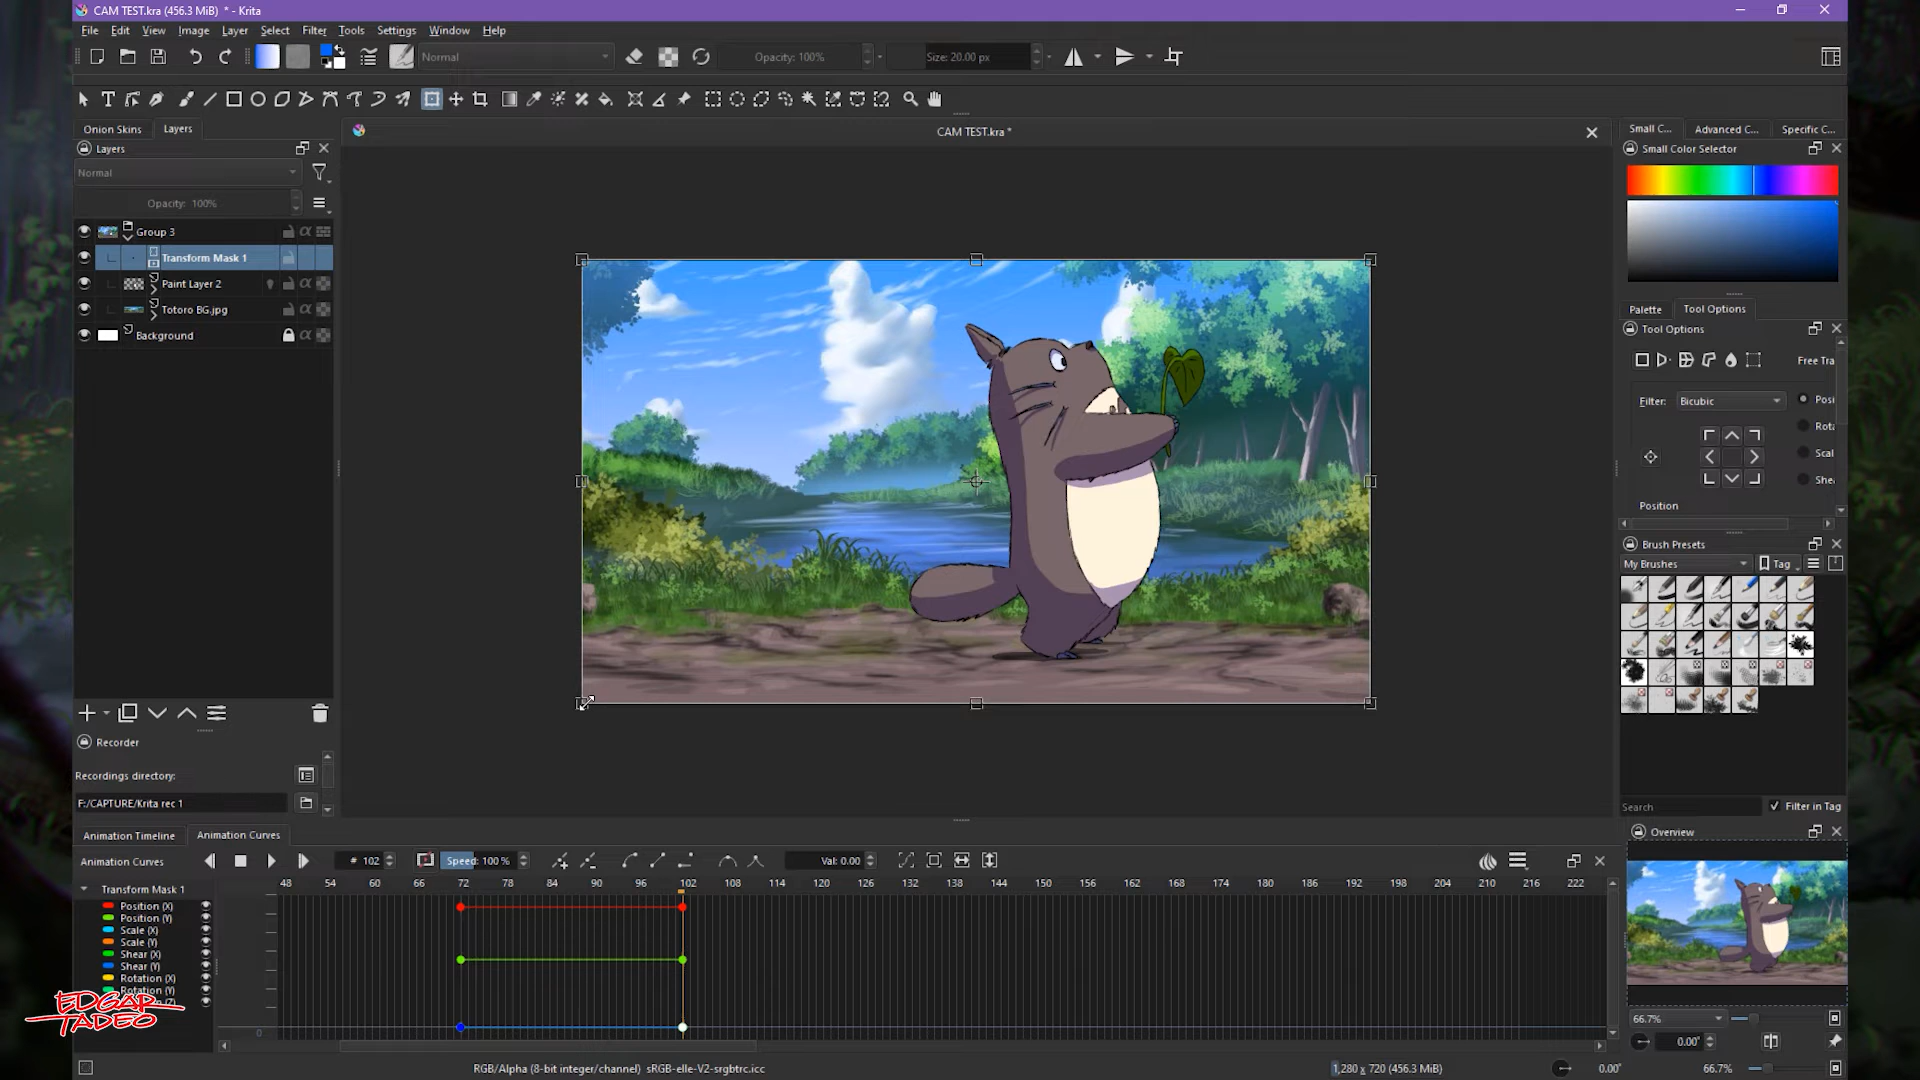 CAM TEST.kra (456.3 MiB) * - Krita
File Edit View Image Layer Select Filter Tools Settings Window Help
Normal Opacity: 100% Size: 20.00 px
Onion Skins Layers
CAM TEST.kra *
Small C... Advanced C... Specific C...
Layers
Small Color Selector
Normal
Opacity: 100%
Group 3
Transform Mask 1
Paint Layer 2
Totoro BG.jpg
Background
Palette Tool Options
Tool Options
Free Tra
Filter: Bicubic Posi
Rota
Scal
Shea
Position
Brush Presets
My Brushes Tag
Recorder
Recordings directory:
F:/CAPTURE/Krita rec 1
Search Filter in Tag
Animation Timeline Animation Curves
Overview
Animation Curves # 102 Speed: 100 % Val: 0.00
48 54 60 66 72 78 84 90 96 102 108 114 120 126 132 138 144 150 156 162 168 174 180 186 192 198 204 210 216 222
Transform Mask 1
Position (X)
Position (Y)
Scale (X)
Scale (Y)
Shear (X)
Shear (Y)
Rotation (X)
Rotation (Y)
EDGAR
TADEO
0
66.7%
0.00°
RGB/Alpha (8-bit integer/channel) sRGB-elle-V2-srgbtrc.icc 1,280 x 720 (456.3 MiB) 0.00° 66.7%